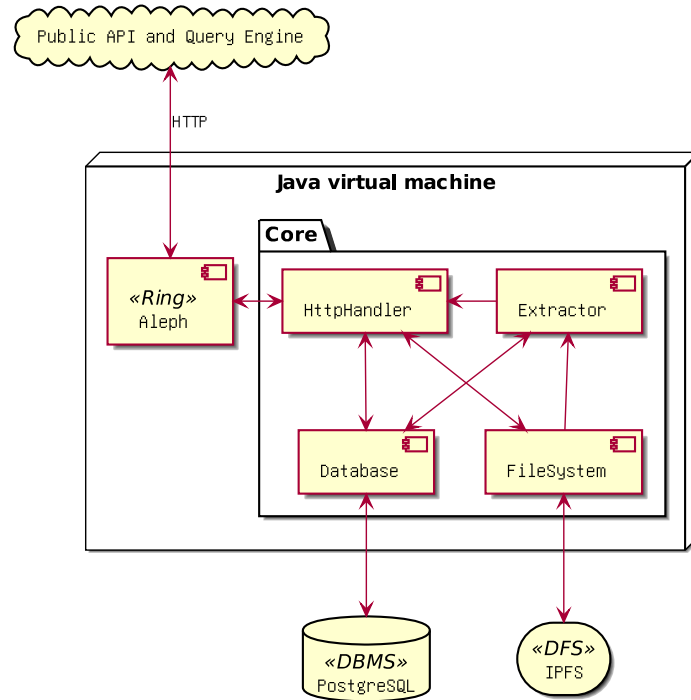 Public API and Query Engine
HTTP
Java virtual machine
Core
«Ring»
Aleph
HttpHandler
Extractor
Database
FileSystem
«DBMS»
PostgreSQL
«DFS»
IPFS